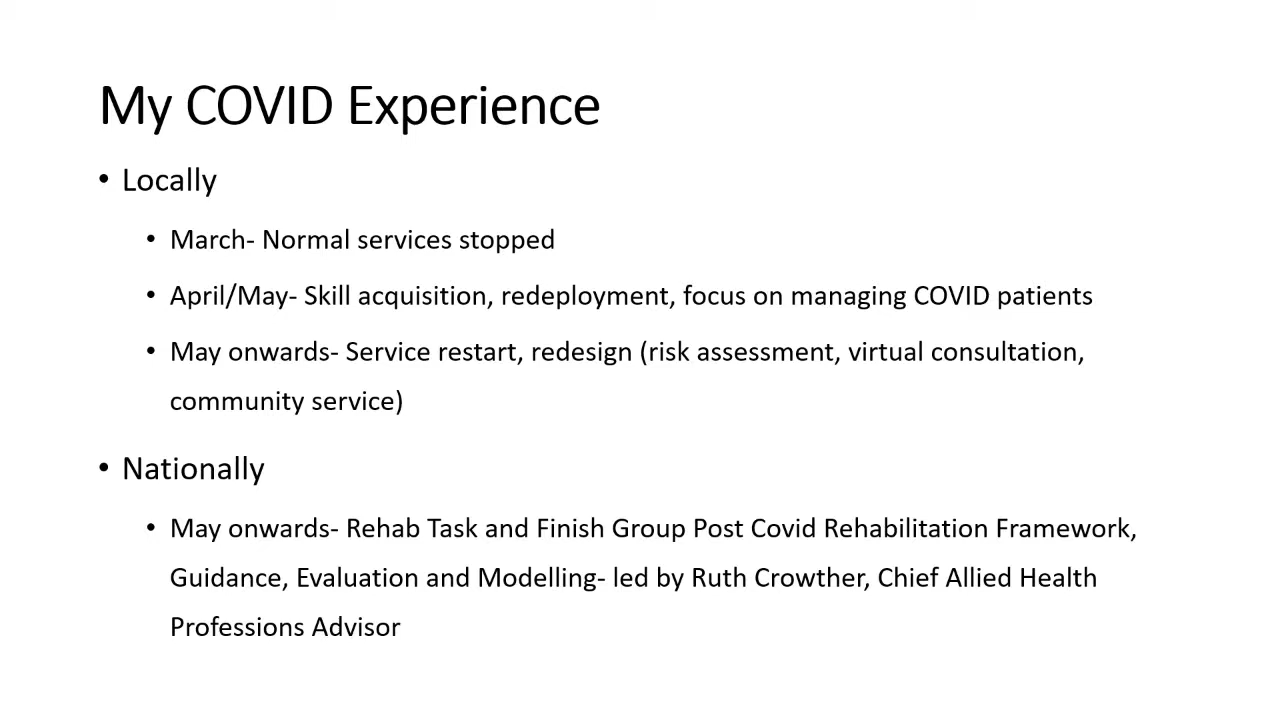 My COVID Experience
• Locally
• March- Normal services stopped
• April/May- Skill acquisition, redeployment, focus on managing COVID patients
• May onwards- Service restart, redesign (risk assessment, virtual consultation,
community service)
• Nationally
• May onwards- Rehab Task and Finish Group Post Covid Rehabilitation Framework,
Guidance, Evaluation and Modelling- led by Ruth Crowther, Chief Allied Health
Professions Advisor